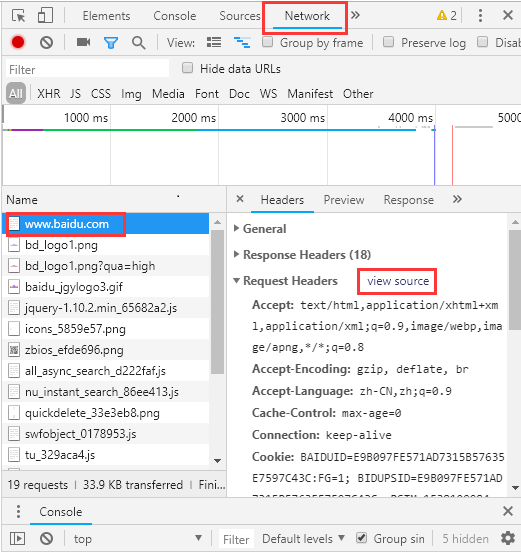 Elements Console Sources Network » 2
View: Group by frame Preserve log Disa
Filter Hide data URLs
All XHR JS CSS Img Media Font Doc WS Manifest Other
1000 ms 2000 ms 3000 ms 4000 ms 5000
Name
www.baidu.com
bd_logo1.png
bd_logo1.png?qua=high
baidu_jgylogo3.gif
jquery-1.10.2.min_65682a2.js
icons_5859e57.png
zbios_efde696.png
all_async_search_d222faf.js
nu_instant_search_86ee413.js
quickdelete_33e3eb8.png
swfobject_0178953.js
tu_329aca4.js
19 requests 33.9 KB transferred Fini...
× Headers Preview Response »
General
Response Headers (18)
Request Headers view source
Accept: text/html,application/xhtml+xm
l,application/xml;q=0.9,image/webp,im
age/apng,*/*;q=0.8
Accept-Encoding: gzip, deflate, br
Accept-Language: zh-CN,zh;q=0.9
Cache-Control: max-age=0
Connection: keep-alive
Cookie: BAIDUID=E9B097FE571AD7315B57635
E7597C43C:FG=1; BIDUPSID=E9B097FE571AD
Console ×
top Filter Default levels Group sin 5 hidden